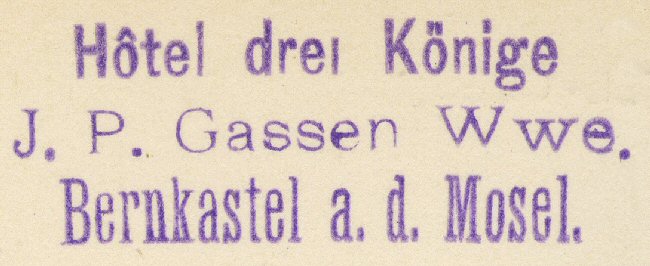 Hôtel drei Könige
J. P. Gassen Wwe.
Bernkastel a. d. Mosel.